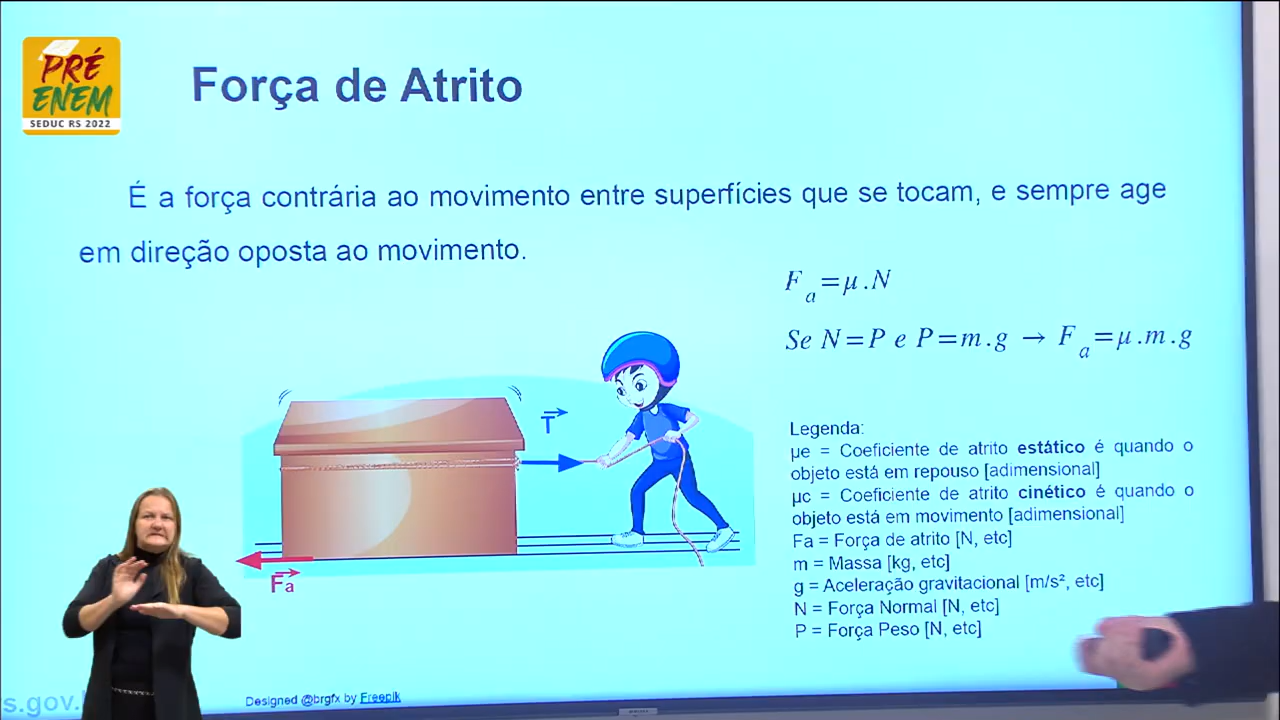 PRÉ
ENEM
SEDUC RS 2022
Força de Atrito
É a força contrária ao movimento entre superfícies que se tocam, e sempre age
em direção oposta ao movimento.
F a = μ . N
Se N = P e P = m . g → F a = μ . m . g
T
Fa
Legenda:
μe = Coeficiente de atrito estático é quando o
objeto está em repouso [adimensional]
μc = Coeficiente de atrito cinético é quando o
objeto está em movimento [adimensional]
Fa = Força de atrito [N, etc]
m = Massa [kg, etc]
g = Aceleração gravitacional [m/s², etc]
N = Força Normal [N, etc]
P = Força Peso [N, etc]
s.gov.
Designed @brgfx by Freepik